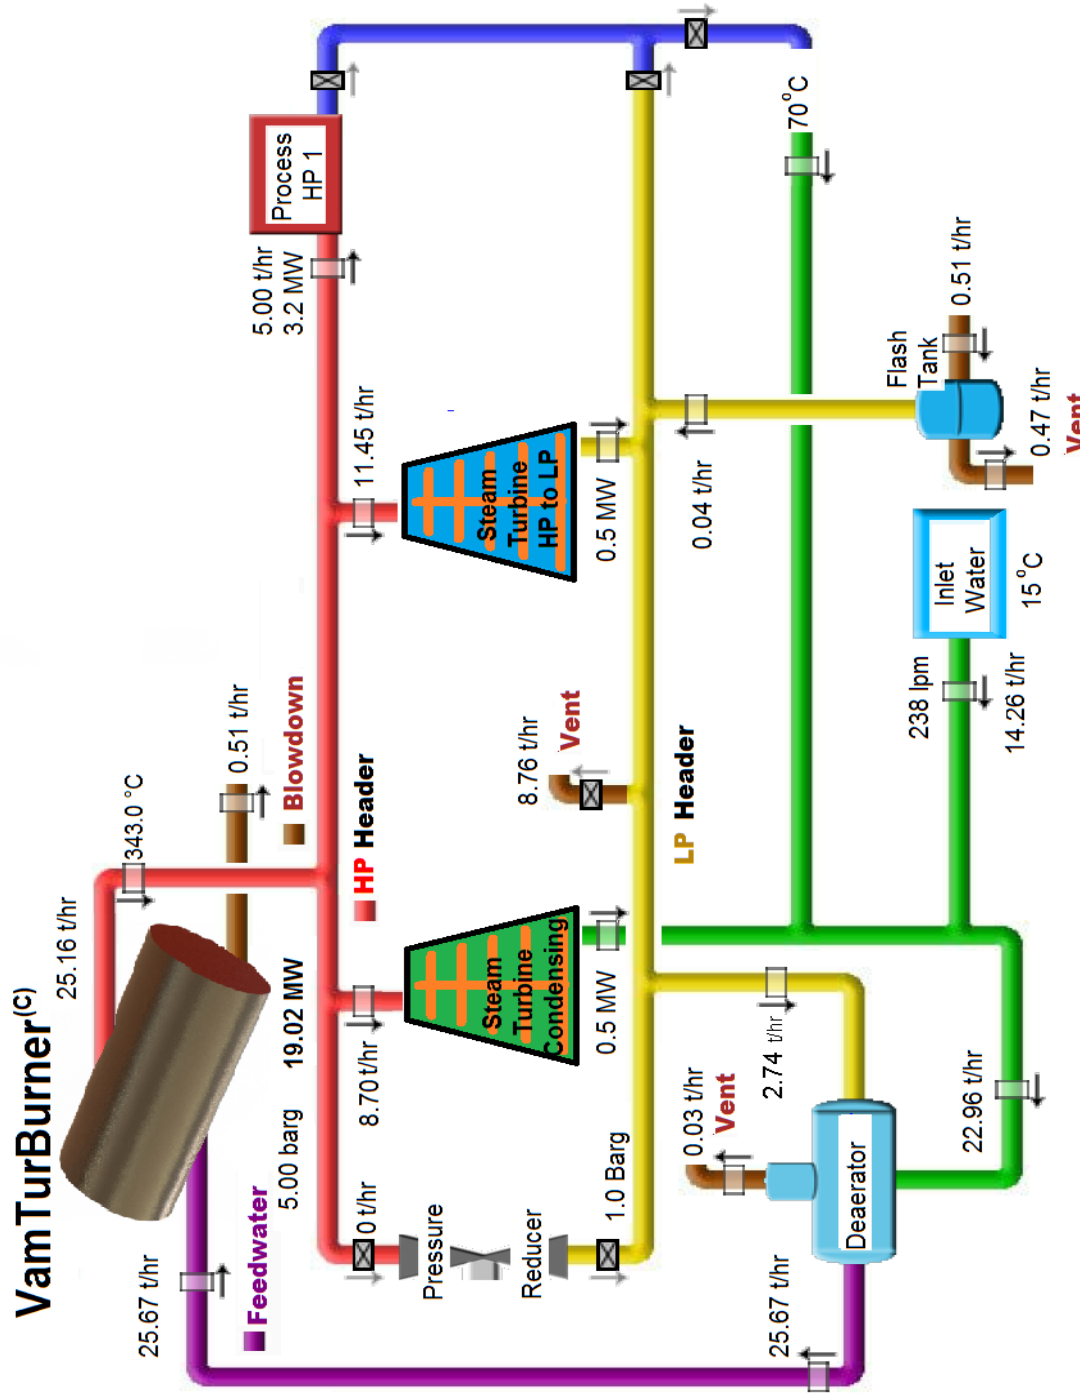 VamTurBurner(C)
25.16 t/hr
343.0 °C
0.51 t/hr
Blowdown
25.67 t/hr
Feedwater
5.00 barg
19.02 MW
HP Header
5.00 t/hr
3.2 MW
Process
HP 1
0 t/hr
8.70 t/hr
11.45 t/hr
Pressure
Reducer
Steam
Turbine
Condensing
Steam
Turbine
HP to LP
1.0 Barg
0.5 MW
8.76 t/hr
Vent
0.5 MW
LP Header
0.03 t/hr
Vent
2.74 t/hr
0.04 t/hr
70°C
25.67 t/hr
Deaerator
22.96 t/hr
238 lpm
14.26 t/hr
Inlet
Water
15°C
Flash
Tank
0.51 t/hr
0.47 t/hr
Vent